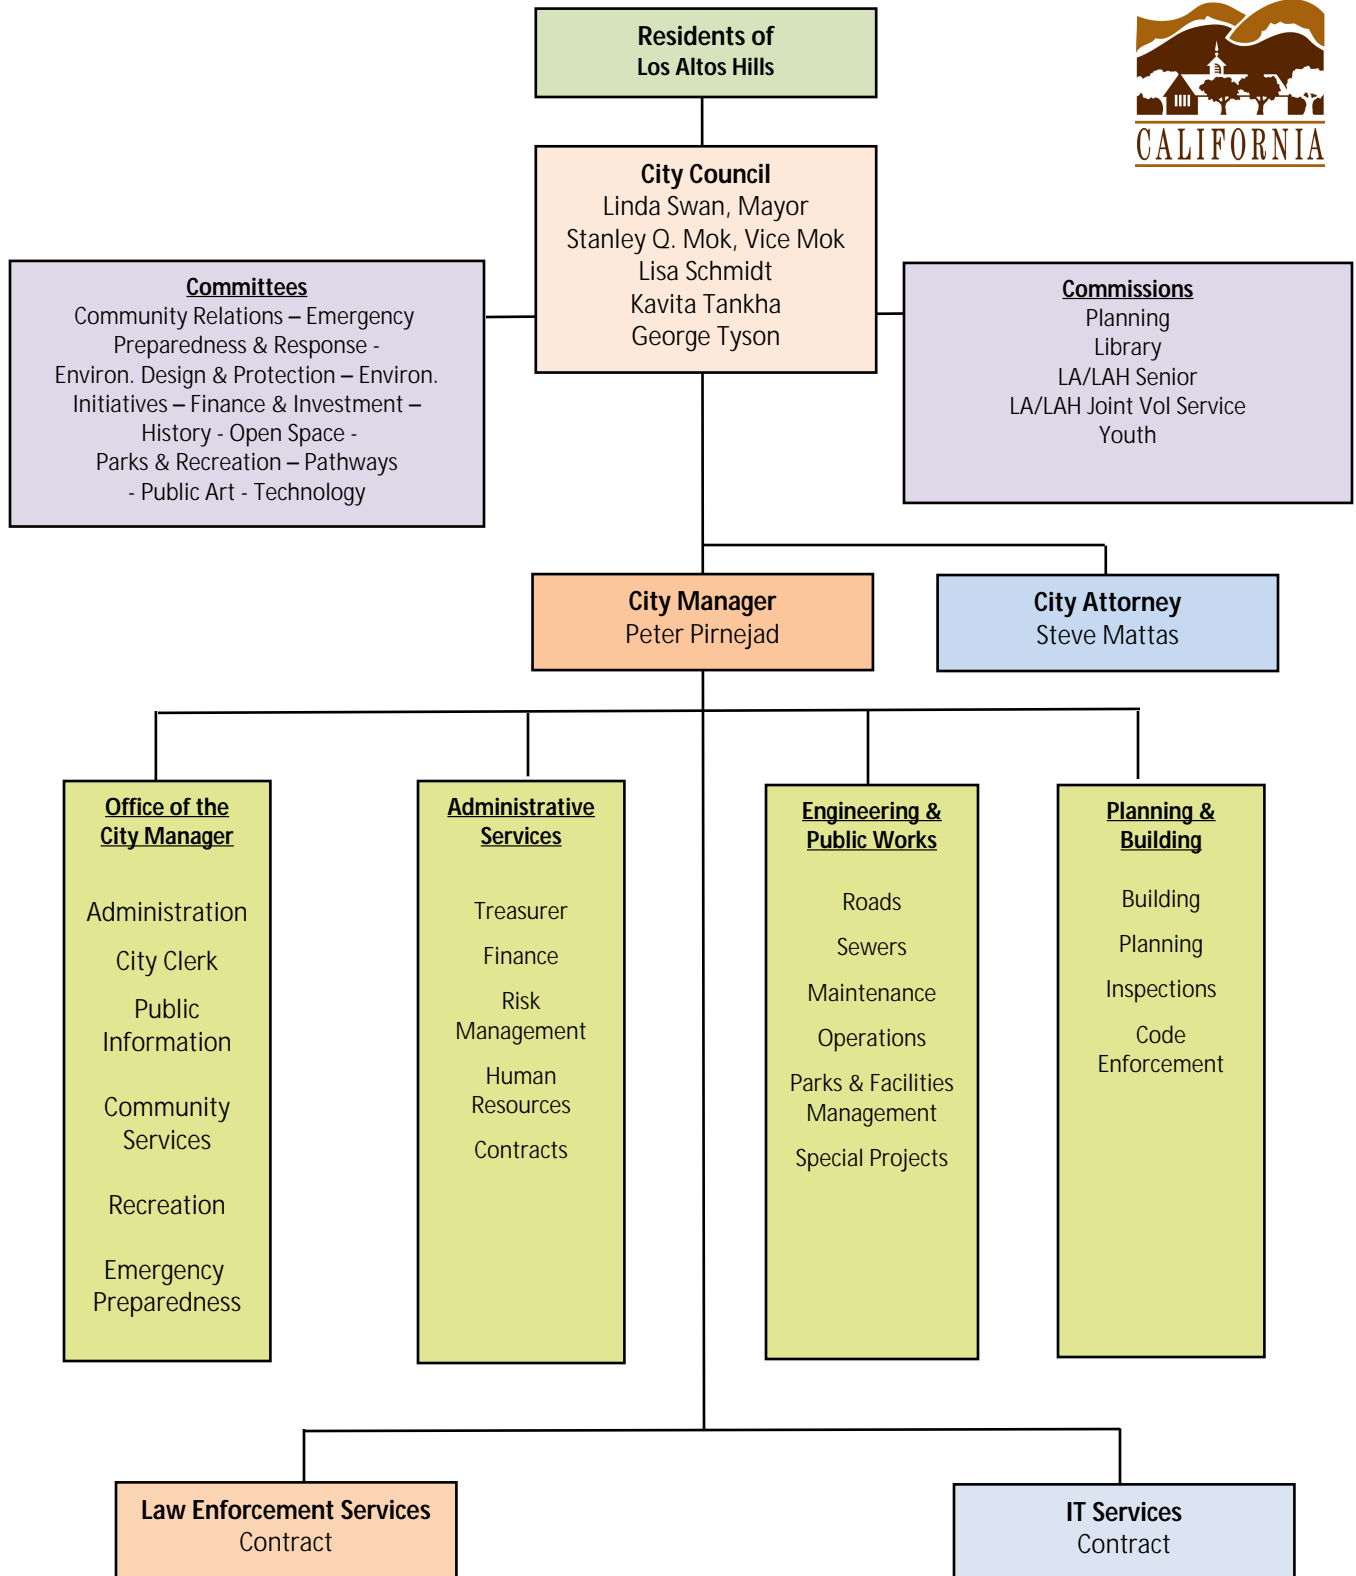 Residents of
Los Altos Hills
CALIFORNIA
City Council
Linda Swan, Mayor
Stanley Q. Mok, Vice Mok
Lisa Schmidt
Kavita Tankha
George Tyson
Committees
Community Relations – Emergency
Preparedness & Response -
Environ. Design & Protection – Environ.
Initiatives – Finance & Investment –
History - Open Space -
Parks & Recreation – Pathways
- Public Art - Technology
Commissions
Planning
Library
LA/LAH Senior
LA/LAH Joint Vol Service
Youth
City Manager
Peter Pirnejad
City Attorney
Steve Mattas
Office of the
City Manager
Administration
City Clerk
Public
Information
Community
Services
Recreation
Emergency
Preparedness
Administrative
Services
Treasurer
Finance
Risk
Management
Human
Resources
Contracts
Engineering &
Public Works
Roads
Sewers
Maintenance
Operations
Parks & Facilities
Management
Special Projects
Planning &
Building
Building
Planning
Inspections
Code
Enforcement
Law Enforcement Services
Contract
IT Services
Contract